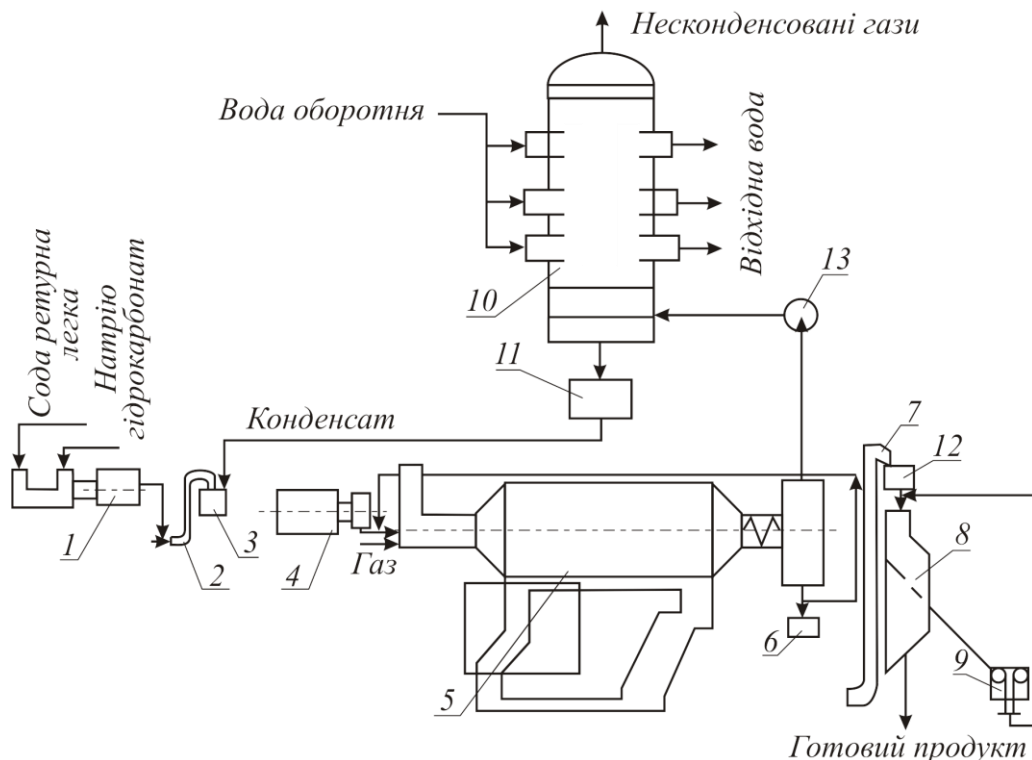 Несконденсовані гази
Вода оборотня
Відхідна вода
13
10
Сода ретурна
легка
Натрію
гідрокарбонат
11
Конденсат
7
12
1
2
3
4
Газ
5
6
8
9
Готовий продукт